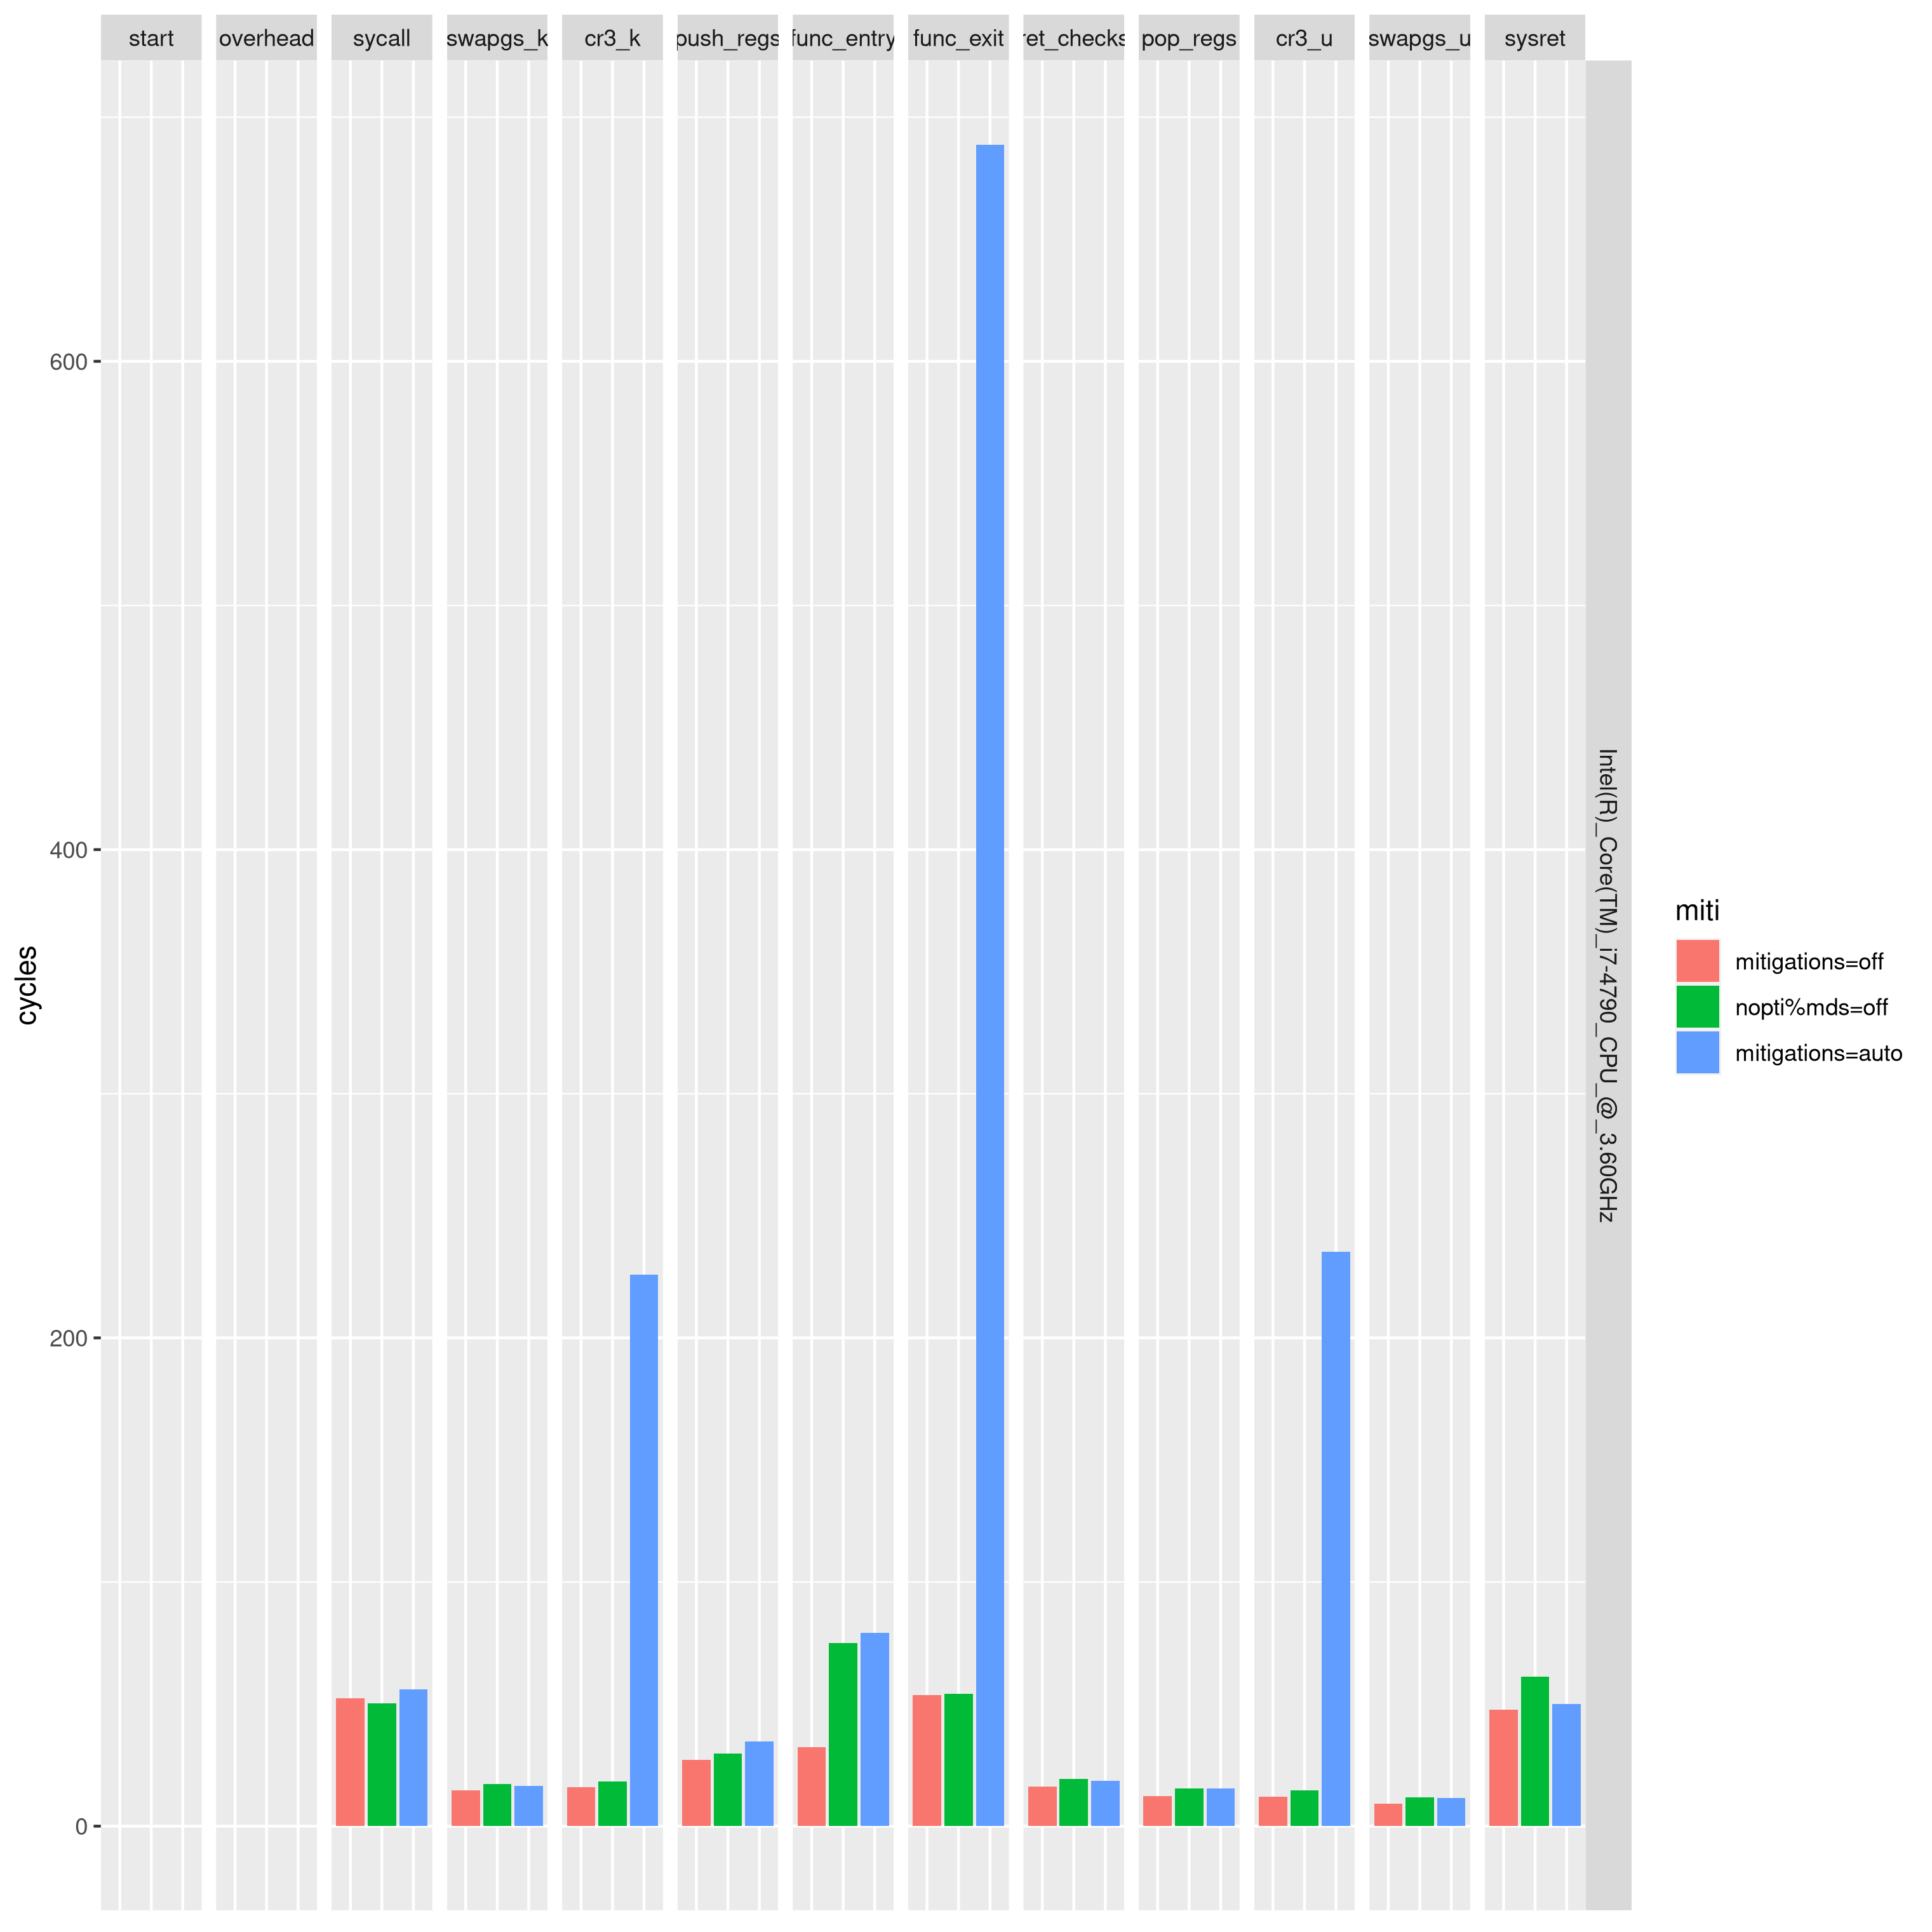 start
overhead
sycall
swapgs_k
cr3_k
push_regs
func_entry
func_exit
ret_checks
pop_regs
cr3_u
swapgs_u
sysret
600
400
200
0
cycles
Intel(R)_Core(TM)_i7-4790_CPU_@_3.60GHz
miti
mitigations=off
nopti%mds=off
mitigations=auto